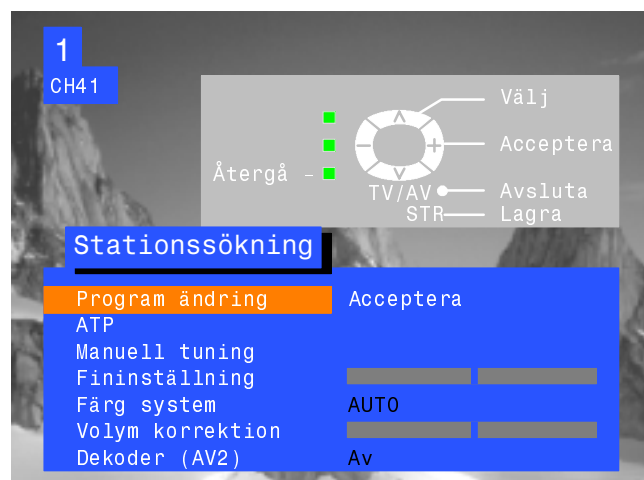 1
CH41
Välj
Acceptera
Återgå
TV/AV Avsluta
STR Lagra
Stationssökning
Program ändring Acceptera
ATP
Manuell tuning
Fininställning
Färg system AUTO
Volym korrektion
Dekoder (AV2) Av